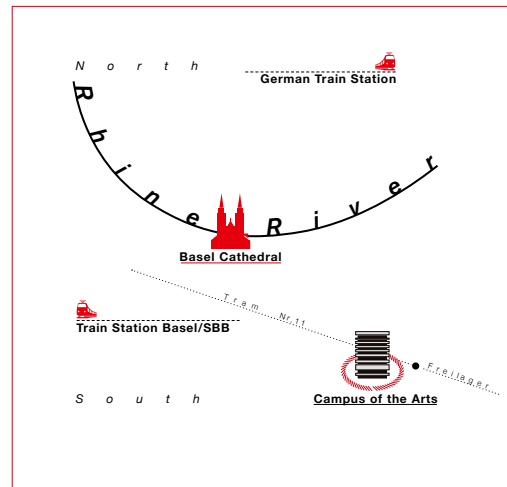 North
German Train Station
Rhine River
Basel Cathedral
Tram Nr.11
Train Station Basel/SBB
Freilager
South
Campus of the Arts